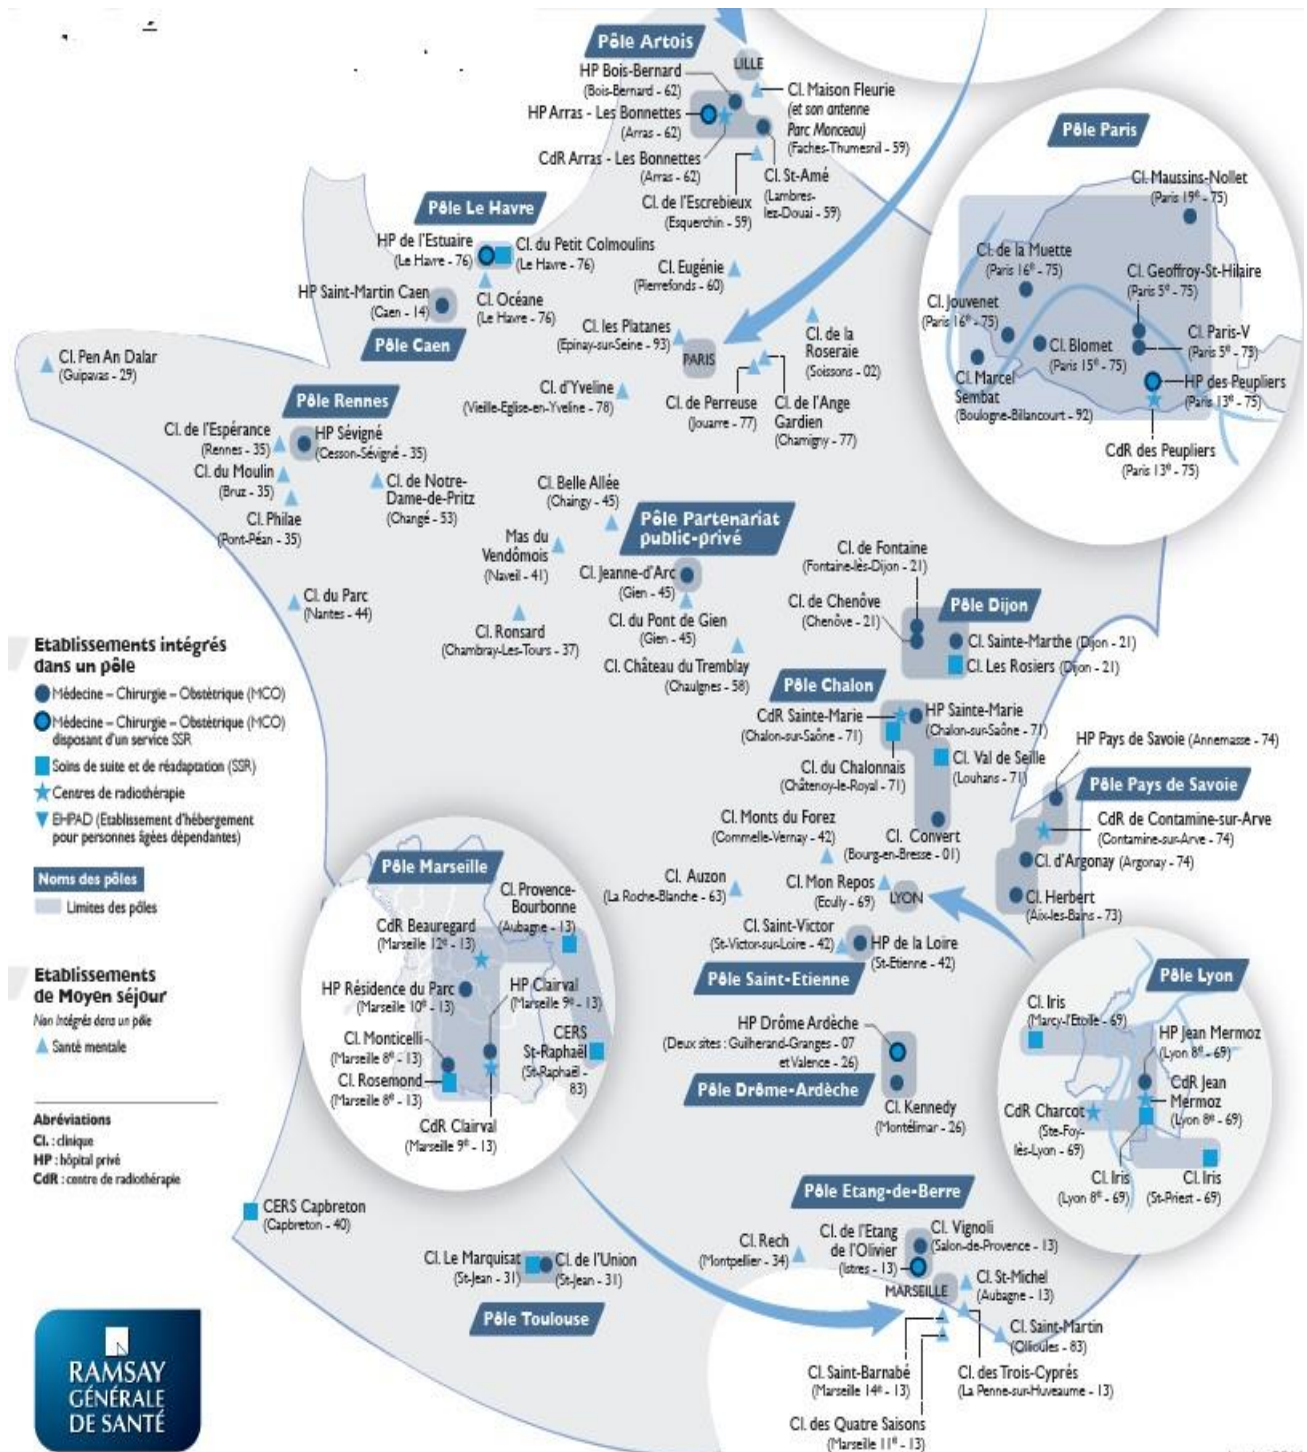 Pôle Artois
LILLE
HP Bois-Bernard
(Bois-Bernard - 62)
HP Arras - Les Bonnettes
(Arras - 62)
CdR Arras - Les Bonnettes
(Arras - 62)
Cl. Maison Fleurie
(et son antenne
Parc Monceau)
(Faches-Thumesnil - 59)
Cl. St-Amé
(Lambres-
lez-Douai - 59)
Cl. de l'Escrebieux
(Esquerchin - 59)
Pôle Paris
Cl. Maussins-Nollet
(Paris 19e - 75)
Cl. de la Muette
(Paris 16e - 75)
Cl. Geoffroy-St-Hilaire
(Paris 5e - 75)
Cl. Jouvenet
(Paris 16e - 75)
Cl. Paris-V
(Paris 5e - 75)
Cl. Blomet
(Paris 15e - 75)
Cl. Marcel
Sembat
(Boulogne-Bilancourt - 92)
HP des Peupliers
(Paris 13e - 75)
CdR des Peupliers
(Paris 13e - 75)
Pôle Le Havre
HP de l'Estuaire
(Le Havre - 76)
Cl. du Petit Colmoulins
(Le Havre - 76)
Cl. Océane
(Le Havre - 76)
HP Saint-Martin Caen
(Caen - 14)
Pôle Caen
Cl. Eugénie
(Pierrefonds - 60)
Cl. les Platanes
(Epinay-sur-Seine - 93)
PARIS
Cl. de la
Roseraie
(Soissons - 02)
Cl. d'Yveline
(Vieille-Eglise-en-Yveline - 78)
Cl. de Perreuse
(Jouarre - 77)
Cl. de l'Ange
Gardien
(Chamigny - 77)
Cl. Pen An Dalar
(Guipavas - 29)
Pôle Rennes
Cl. de l'Espérance
(Rennes - 35)
HP Sévigné
(Cesson-Sévigné - 35)
Cl. du Moulin
(Bruz - 35)
Cl. Philae
(Pont-Péan - 35)
Cl. de Notre-
Dame-de-Pritz
(Changé - 53)
Cl. Belle Allée
(Chaingy - 45)
Mas du
Vendômois
(Naveil - 41)
Pôle Partenariat
public-privé
Cl. Jeanne-d'Arc
(Gien - 45)
Cl. du Pont de Gien
(Gien - 45)
Cl. du Parc
(Nantes - 44)
Cl. Ronsard
(Chambray-Les-Tours - 37)
Cl. Château du Tremblay
(Chaulgnes - 58)
Cl. de Fontaine
(Fontaine-lès-Dijon - 21)
Cl. de Chenôve
(Chenôve - 21)
Pôle Dijon
Cl. Sainte-Marthe (Dijon - 21)
Cl. Les Rosiers (Dijon - 21)
Pôle Chalon
CdR Sainte-Marie
(Chalon-sur-Saône - 71)
HP Sainte-Marie
(Chalon-sur-Saône - 71)
Cl. du Chalonnais
(Châtenoy-le-Royal - 71)
Cl. Val de Seille
(Louhans - 71)
Cl. Convert
(Bourg-en-Bresse - 01)
HP Pays de Savoie (Annemasse - 74)
Pôle Pays de Savoie
CdR de Contamine-sur-Arve
(Contamine-sur-Arve - 74)
Cl. d'Argonay (Argonay - 74)
Cl. Herbert
(Aix-les-Bains - 73)
Cl. Monts du Forez
(Commelle-Vernay - 42)
Cl. Auzon
(La Roche-Blanche - 63)
Cl. Mon Repos
(Ecully - 69)
LYON
Cl. Saint-Victor
(St-Victor-sur-Loire - 42)
HP de la Loire
(St-Etienne - 42)
Pôle Saint-Etienne
HP Drôme Ardèche
(Deux sites : Guilherand-Granges - 07
et Valence - 26)
Pôle Drôme-Ardèche
Cl. Kennedy
(Montélimar - 26)
Pôle Lyon
Cl. Iris
(Marcy-l'Etoile - 69)
HP Jean Mermoz
(Lyon 8e - 69)
CdR Jean
Mermoz
(Lyon 8e - 69)
CdR Charcot
(Ste-Foy-
lès-Lyon - 69)
Cl. Iris
(Lyon 8e - 69)
Cl. Iris
(St-Priest - 69)
Etablissements intégrés
dans un pôle
Médecine – Chirurgie – Obstétrique (MCO)
Médecine – Chirurgie – Obstétrique (MCO)
disposant d'un service SSR
Soins de suite et de réadaptation (SSR)
Centres de radiothérapie
EHPAD (Etablissement d'hébergement
pour personnes âgées dépendantes)
Noms des pôles
Limites des pôles
Etablissements
de Moyen séjour
Non intégrés dans un pôle
Santé mentale
Abréviations
Cl. : clinique
HP : hôpital privé
CdR : centre de radiothérapie
Pôle Marseille
Cl. Provence-
Bourbonne
(Aubagne - 13)
CdR Beauregard
(Marseille 12e - 13)
HP Résidence du Parc
(Marseille 10e - 13)
HP Clairval
(Marseille 9e - 13)
Cl. Monticelli
(Marseille 8e - 13)
Cl. Rosemond
(Marseille 8e - 13)
CERS
St-Raphaël
(St-Raphaël -
83)
CdR Clairval
(Marseille 9e - 13)
CERS Capbreton
(Capbreton - 40)
Cl. Le Marquisat
(St-Jean - 31)
Cl. de l'Union
(St-Jean - 31)
Pôle Toulouse
Pôle Etang-de-Berre
Cl. Rech
(Montpellier - 34)
Cl. de l'Etang
de l'Olivier
(Istres - 13)
Cl. Vignoli
(Salon-de-Provence - 13)
MARSEILLE
Cl. St-Michel
(Aubagne - 13)
Cl. Saint-Martin
(Ollioules - 83)
Cl. Saint-Barnabé
(Marseille 14e - 13)
Cl. des Trois-Cyprés
(La Penne-sur-Huveaume - 13)
Cl. des Quatre Saisons
(Marseille 11e - 13)
RAMSAY
GÉNÉRALE
DE SANTÉ